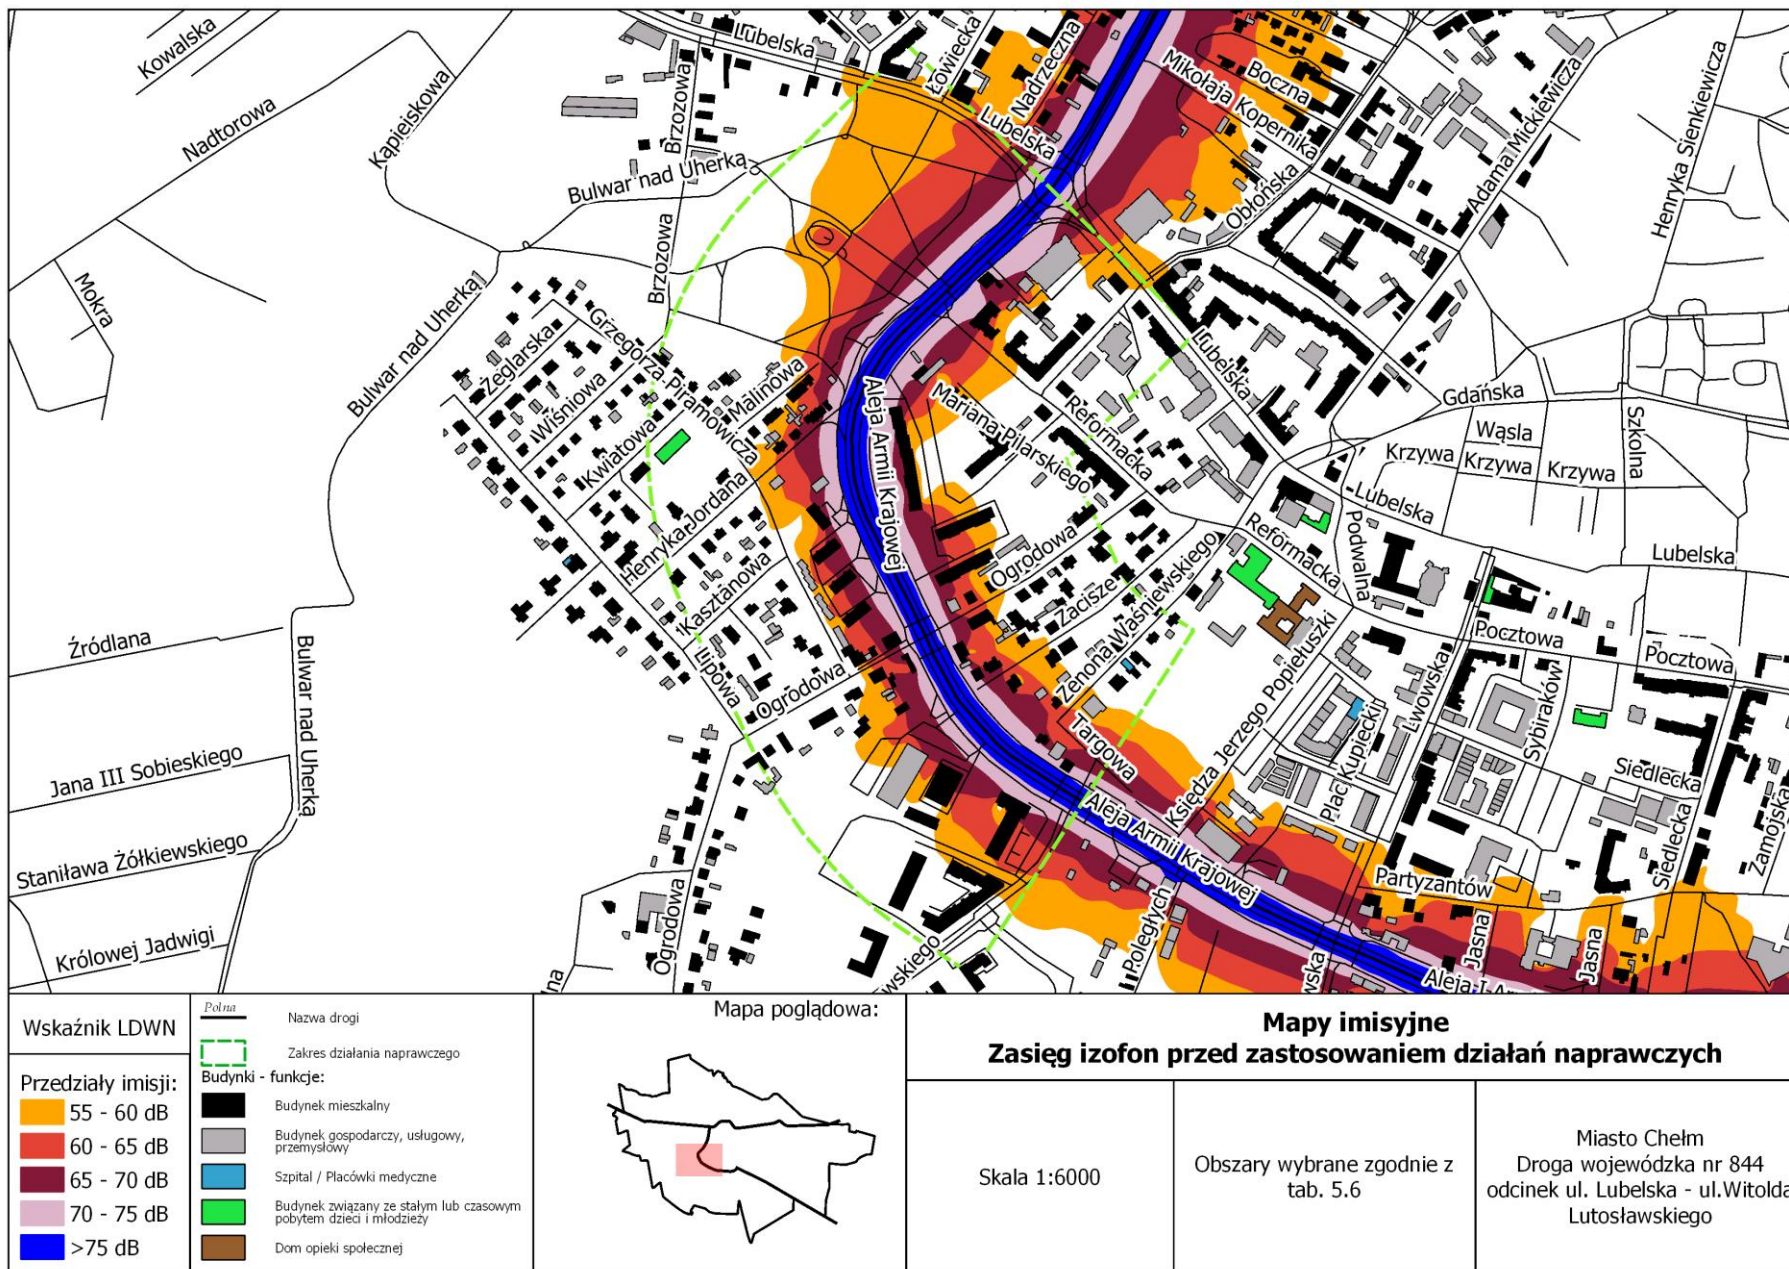 Kowalska
Nadtorowa
Kąpieiskowa
Lubelska
Brzozowa
Łowiecka
Nadrzeczna
Lubelska
Mikołaja Kopernika
Boczna
Adama Mickiewicza
Henryka Sienkiewicza
Bulwar nad Uherką
Obłońska
Mokra
Bulwar nad Uherką
Brzozowa
Żeglarska
Grzegorza Piramowicza
Wiśniowa
Malinowa
Kwiatowa
Aleja Armii Krajowej
Mariana Pilarskiego
Reformacka
Lubelska
Gdańska
Wąsla
Krzywa
Krzywa
Krzywa
Szkolna
Henryka Jordana
Kasztanowa
Lipowa
Ogrodowa
Ogrodowa
Zacisze
Zenona Waśniewskiego
Reformacka
Podwalna
Lubelska
Lubelska
Źródlana
Bulwar nad Uherką
Pocztowa
Pocztowa
Targowa
Księdza Jerzego Popiełuszki
Plac Kupiecki
Lwowska
Sybiraków
Siedlecka
Siedlecka
Zamojska
Jana III Sobieskiego
Staniława Żółkiewskiego
Królowej Jadwigi
Ogrodowa
Aleja Armii Krajowej
Partyzantów
Poległych
Jasna
Jasna
lna
wskiego
wska
Aleja I Arm
Wskaźnik LDWN
Przedziały imisji:
55 - 60 dB
60 - 65 dB
65 - 70 dB
70 - 75 dB
>75 dB
Polna
Nazwa drogi
Zakres działania naprawczego
Budynki - funkcje:
Budynek mieszkalny
Budynek gospodarczy, usługowy,
przemysłowy
Szpital / Placówki medyczne
Budynek związany ze stałym lub czasowym
pobytem dzieci i młodzieży
Dom opieki społecznej
Mapa poglądowa:
Mapy imisyjne
Zasięg izofon przed zastosowaniem działań naprawczych
Skala 1:6000
Obszary wybrane zgodnie z
tab. 5.6
Miasto Chełm
Droga wojewódzka nr 844
odcinek ul. Lubelska - ul.Witolda
Lutosławskiego